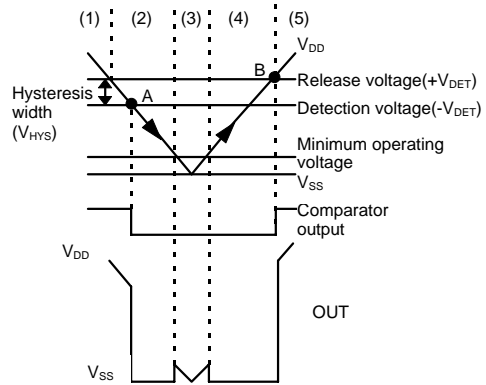 (1) (2) (3) (4) (5)
VDD
B
Release voltage(+VDET)
Hysteresis
width
(VHYS)
A
Detection voltage(-VDET)
Minimum operating
voltage
VSS
Comparator
output
VDD
OUT
VSS